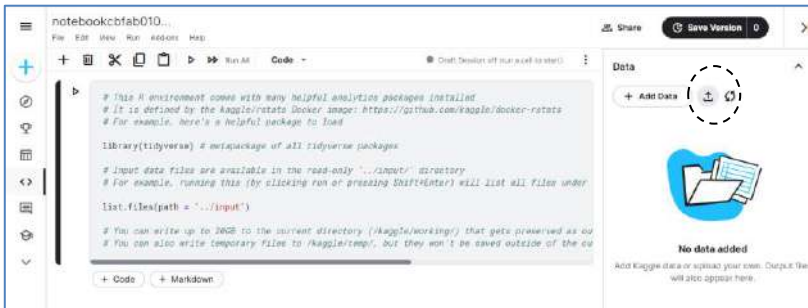 notebookcbfab010...
File Edit View Run Add-ons Help
Share
Save Version 0
Run All
Code
Draft Session off (run a cell to start)
Data
+ Add Data
# This R environment comes with many helpful analytics packages installed
# It is defined by the kaggle/rstats Docker image: https://github.com/kaggle/docker-rstats
# For example, here's a helpful package to load
library(tidyverse) # metapackage of all tidyverse packages
# Input data files are available in the read-only "../input/" directory
# For example, running this (by clicking run or pressing Shift+Enter) will list all files under
list.files(path = "../input")
# You can write up to 20GB to the current directory (/kaggle/working/) that gets preserved as ou
# You can also write temporary files to /kaggle/temp/, but they won't be saved outside of the cu
+ Code
+ Markdown
No data added
Add Kaggle data or upload your own. Output files
will also appear here.